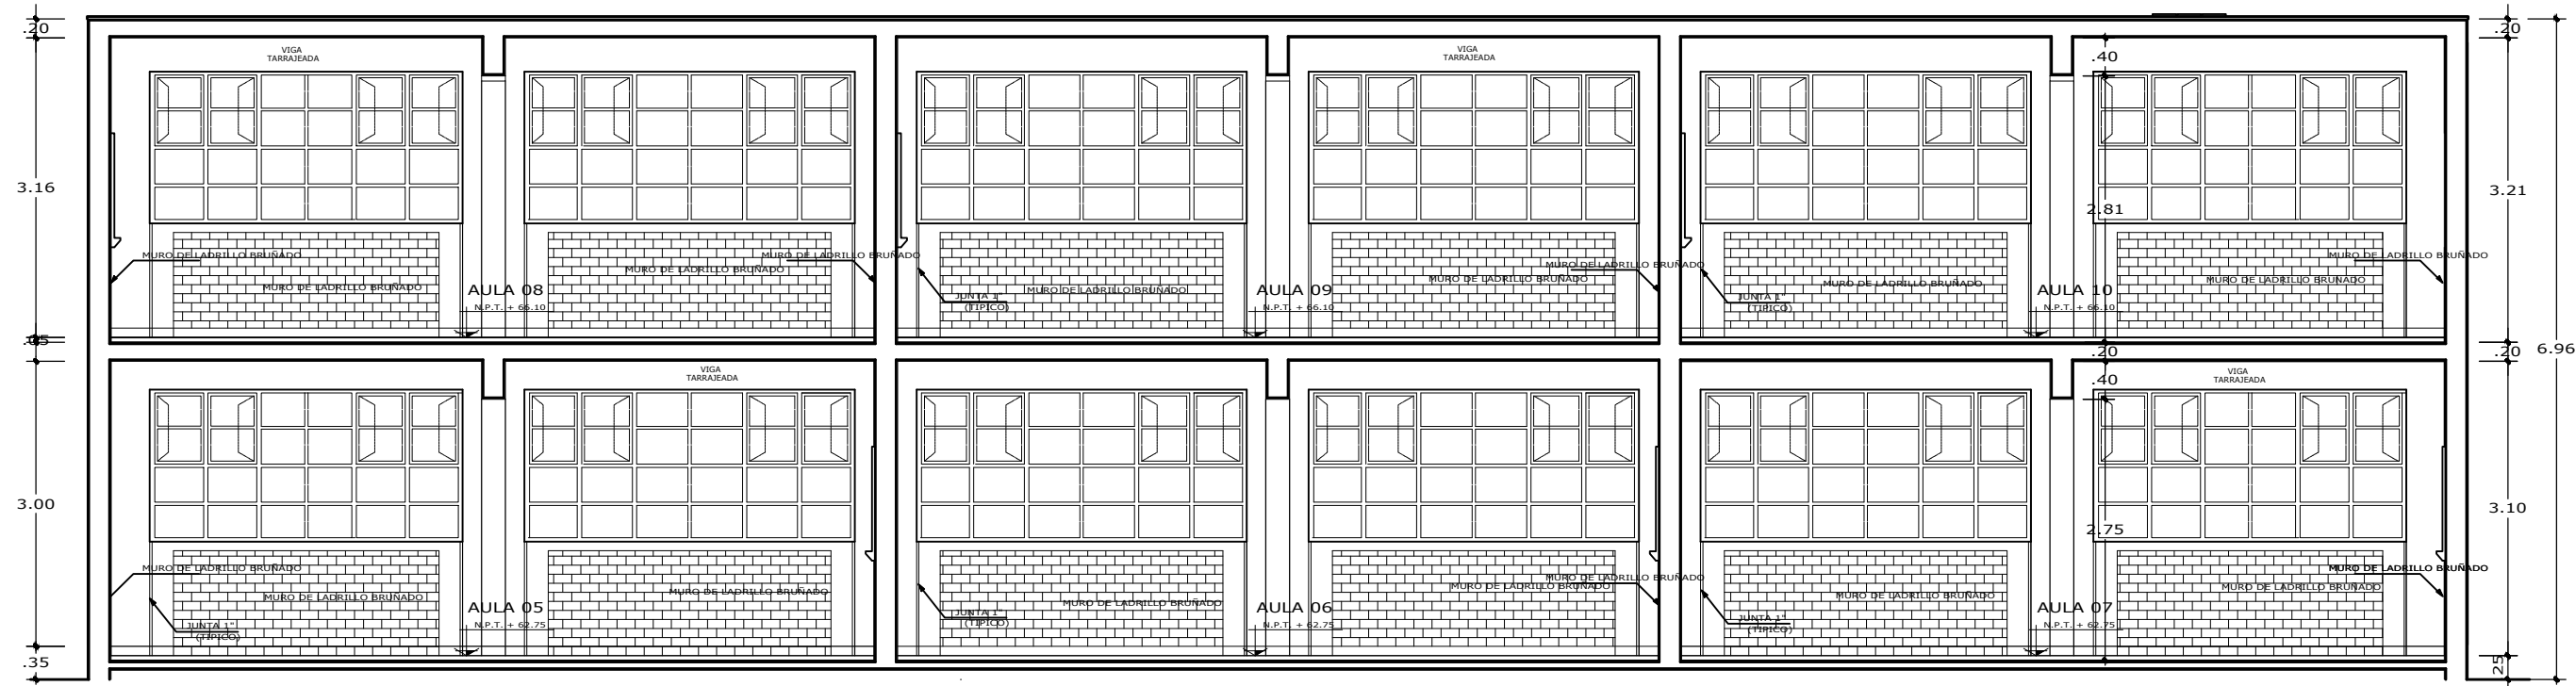 .20
VIGA
TARRAJEADA
VIGA
TARRAJEADA
.40
.20
3.16
2.81
3.21
MURO DE LADRILLO BRUÑADO
MURO DE LADRILLO BRUÑADO
MURO DE LADRILLO BRUÑADO
MURO DE LADRILLO BRUÑADO
MURO DE LADRILLO BRUÑADO
MURO DE LADRILLO BRUÑADO
MURO DE LADRILLO BRUÑADO
MURO DE LADRILLO BRUÑADO
MURO DE LADRILLO BRUÑADO
MURO DE LADRILLO BRUÑADO
AULA 08
N.P.T. + 66.10
JUNTA 1"
(TIPICO)
AULA 09
N.P.T. + 66.10
JUNTA 1"
(TIPICO)
AULA 10
N.P.T. + 66.10
.05
.20
.20
6.96
VIGA
TARRAJEADA
.40
VIGA
TARRAJEADA
3.00
2.75
3.10
MURO DE LADRILLO BRUÑADO
MURO DE LADRILLO BRUÑADO
MURO DE LADRILLO BRUÑADO
MURO DE LADRILLO BRUÑADO
MURO DE LADRILLO BRUÑADO
MURO DE LADRILLO BRUÑADO
MURO DE LADRILLO BRUÑADO
MURO DE LADRILLO BRUÑADO
MURO DE LADRILLO BRUÑADO
JUNTA 1"
(TIPICO)
AULA 05
N.P.T. + 62.75
JUNTA 1"
(TIPICO)
AULA 06
N.P.T. + 62.75
JUNTA 1"
(TIPICO)
AULA 07
N.P.T. + 62.75
.35
.25